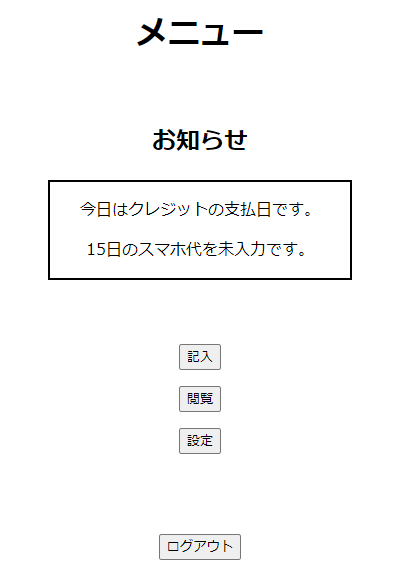 メニュー
お知らせ
今日はクレジットの支払日です。
15日のスマホ代を未入力です。
記入
閲覧
設定
ログアウト